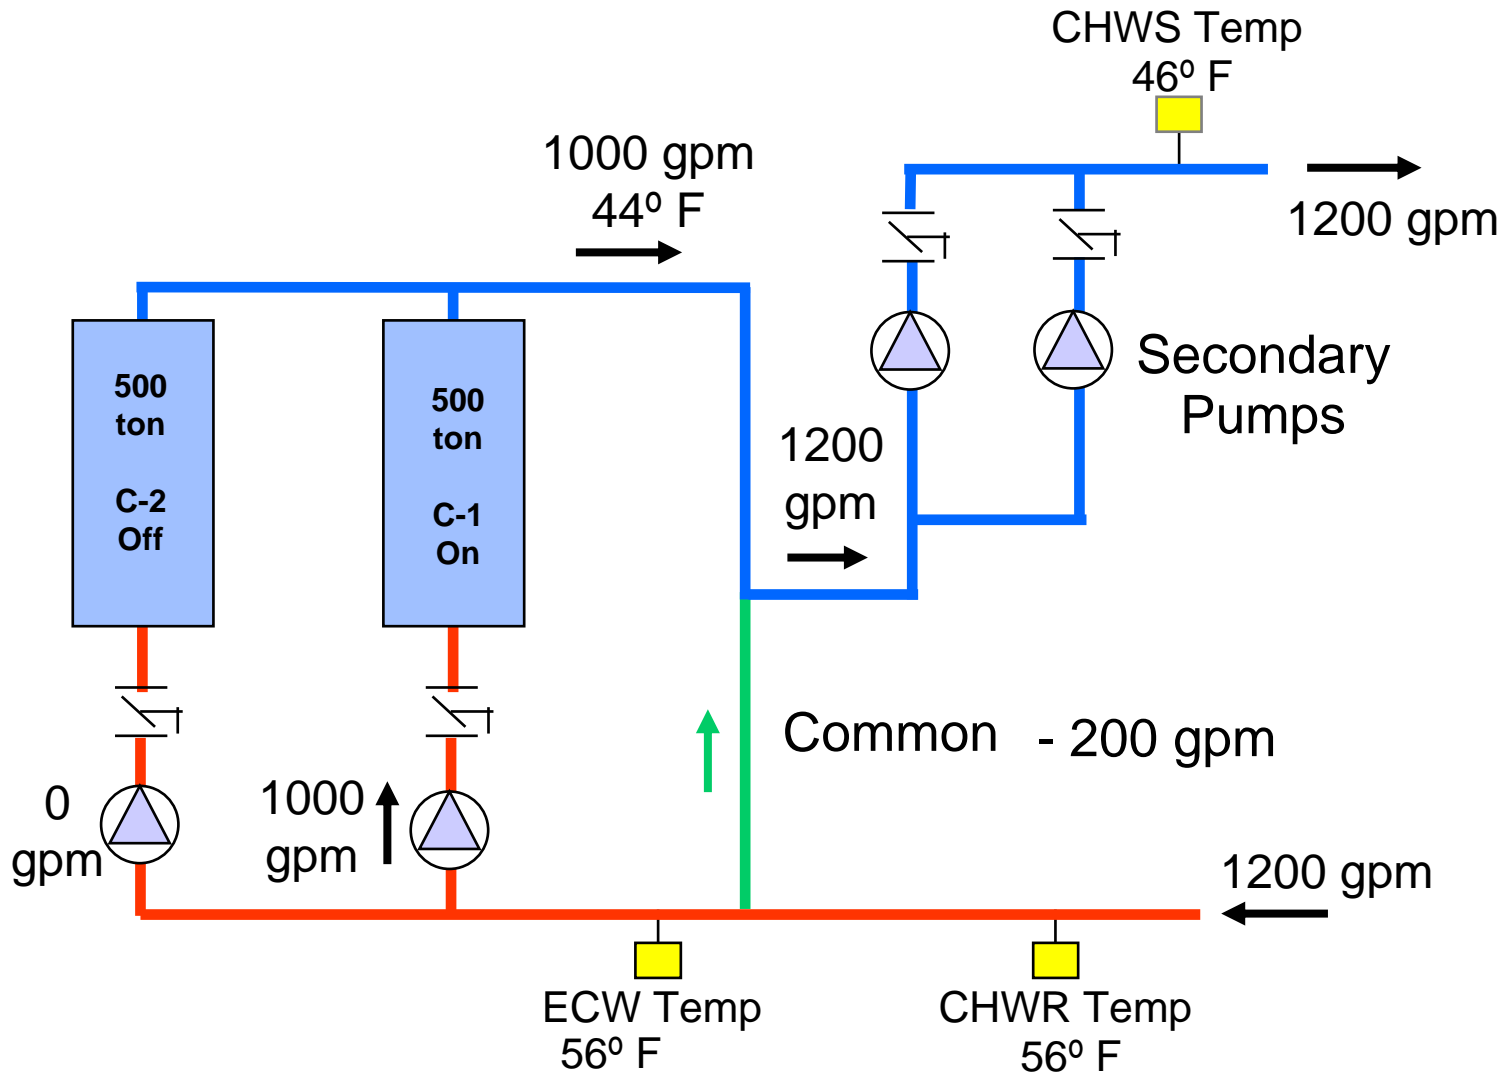 CHWS Temp
46º F
1000 gpm
44º F
1200 gpm
500
ton
C-2
Off
500
ton
C-1
On
Secondary
Pumps
1200
gpm
Common - 200 gpm
0
gpm
1000
gpm
1200 gpm
ECW Temp
56º F
CHWR Temp
56º F